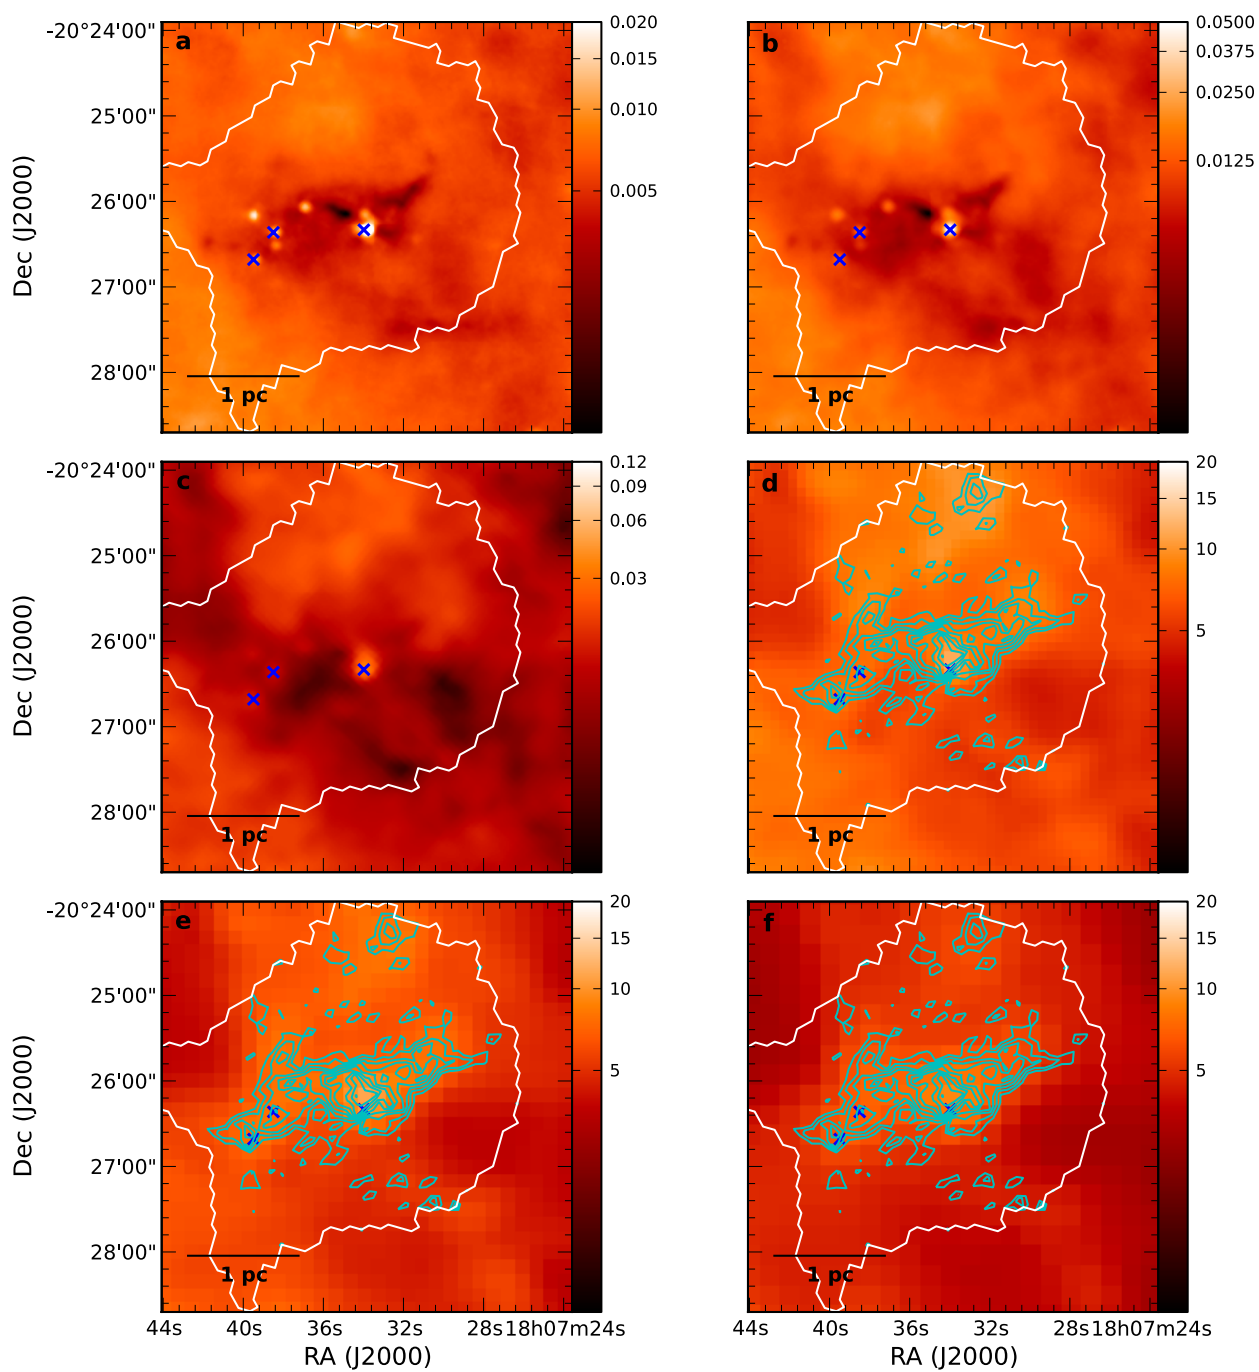 a
-20°24'00"
25'00"
26'00"
27'00"
28'00"
Dec (J2000)
1 pc
0.020
0.015
0.010
0.005
b
1 pc
0.0500
0.0375
0.0250
0.0125
c
-20°24'00"
25'00"
26'00"
27'00"
28'00"
Dec (J2000)
1 pc
0.12
0.09
0.06
0.03
d
1 pc
20
15
10
5
e
-20°24'00"
25'00"
26'00"
27'00"
28'00"
Dec (J2000)
1 pc
20
15
10
5
44s 40s 36s 32s 28s
RA (J2000)
f
1 pc
20
15
10
5
18h07m24s
44s 40s 36s 32s 28s 18h07m24s
RA (J2000)